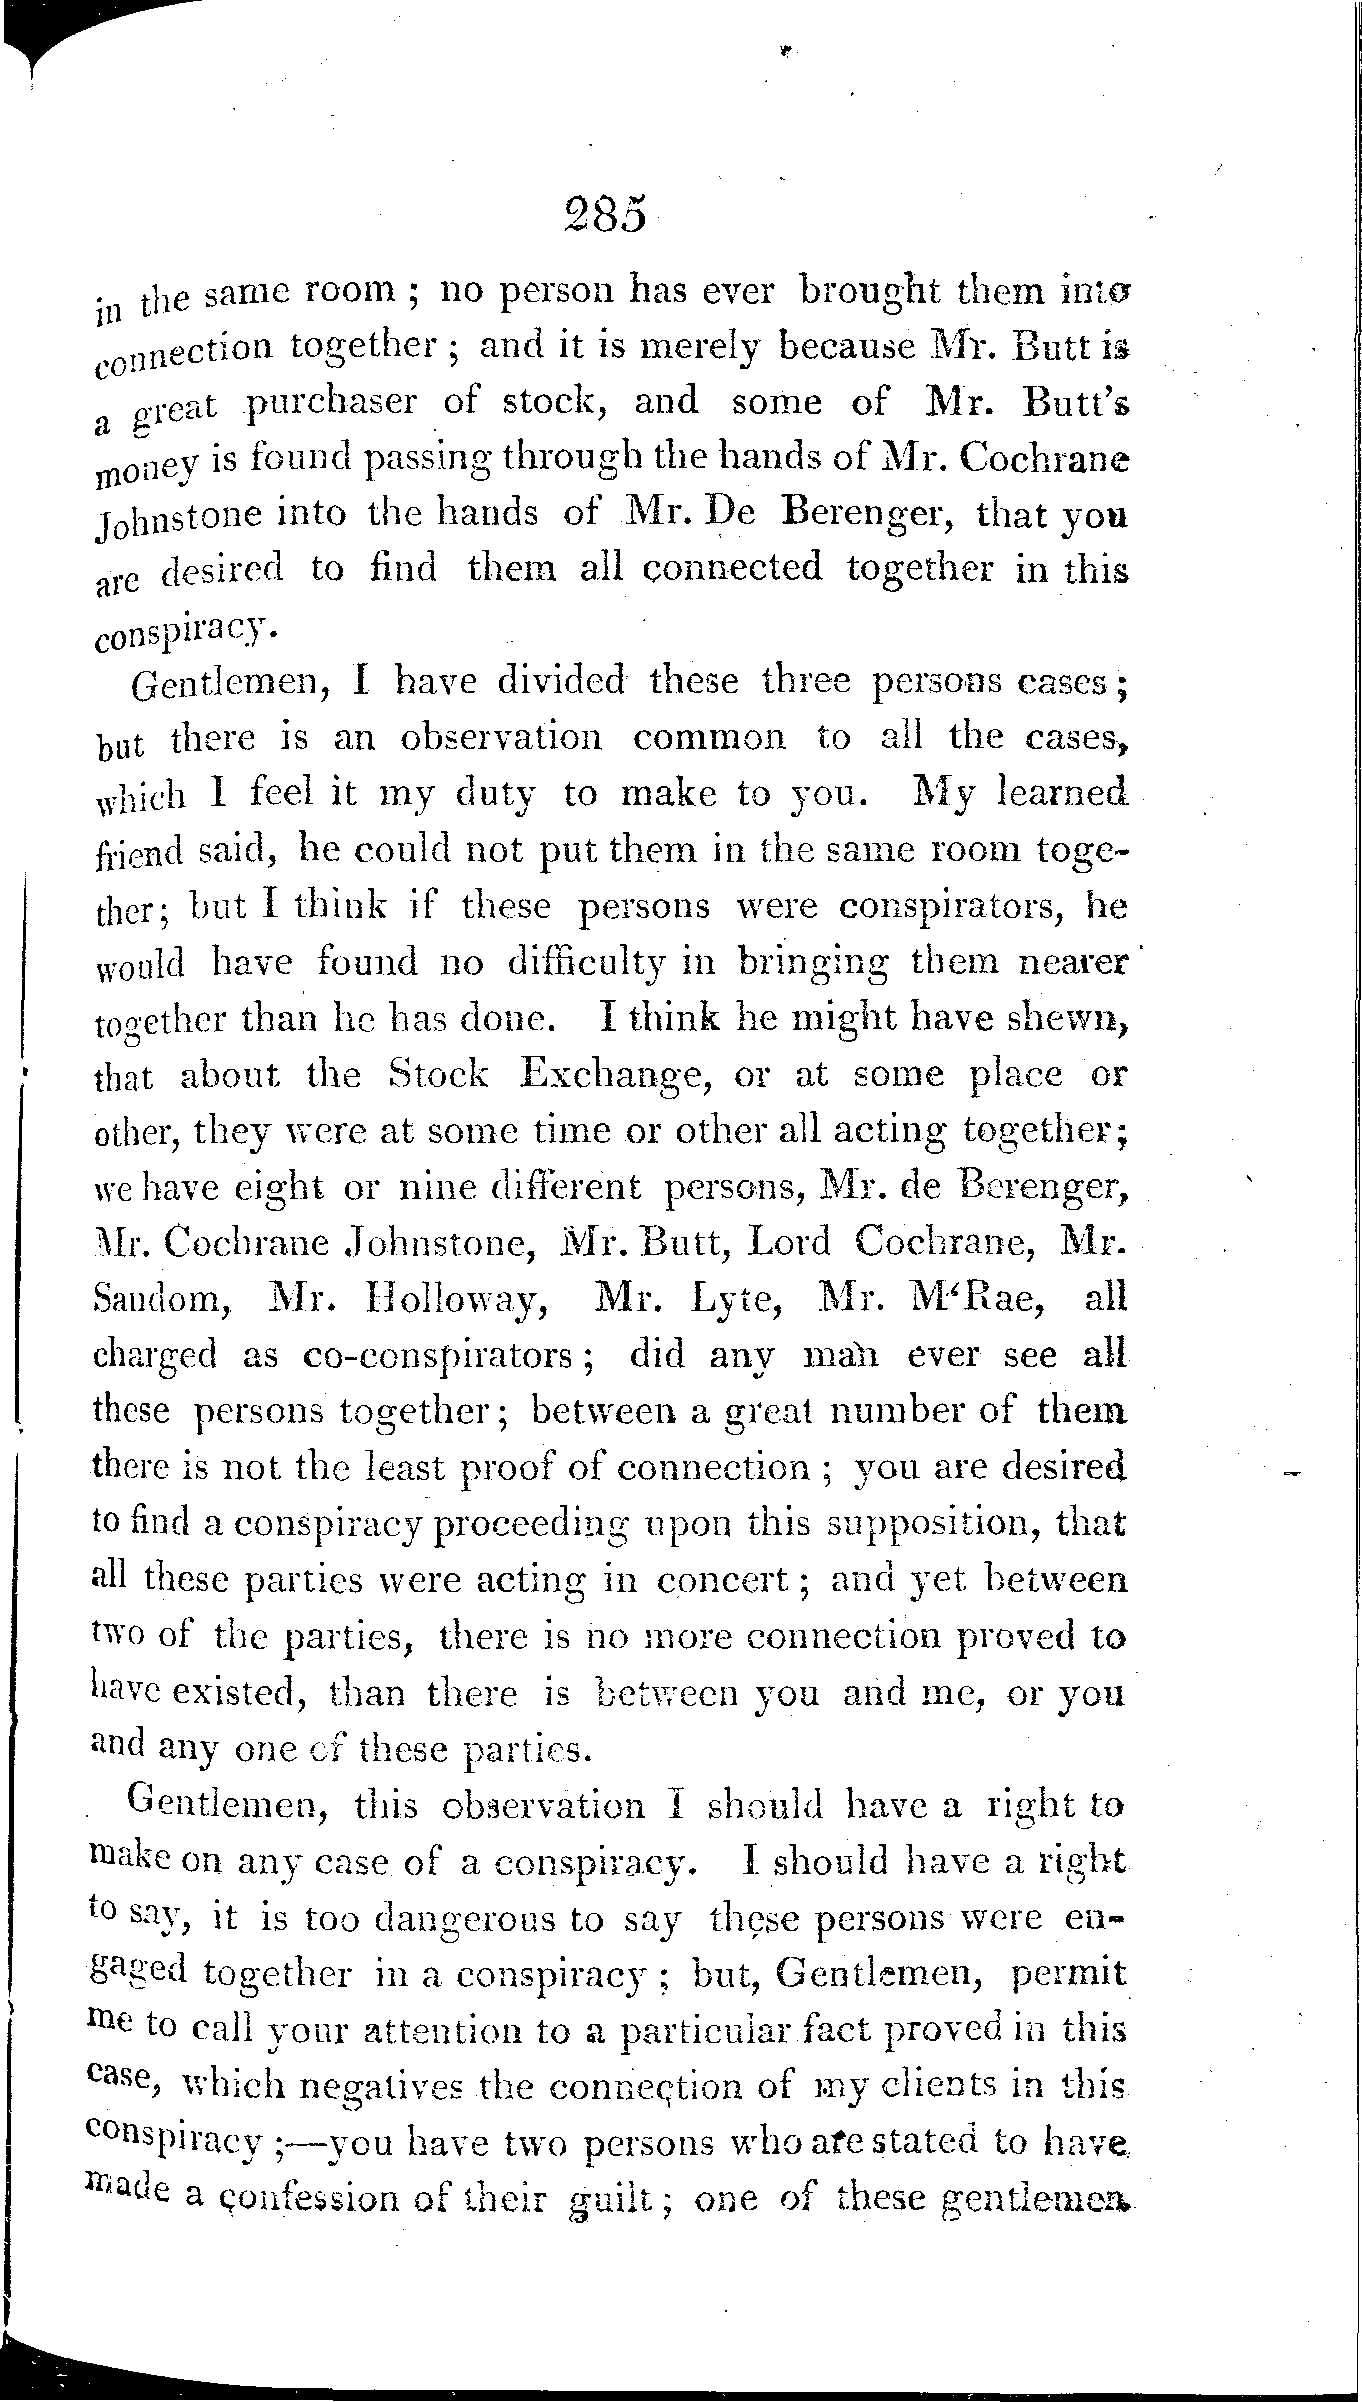 285
in the same room ; no person has ever brought them into
connection together ; and it is merely because Mr. Butt is
a great purchaser of stock, and some of Mr. Butt's
money is found passing through the hands of Mr. Cochrane
Johnstone into the hands of Mr. De Berenger, that you
are desired to find them all connected together in this
conspiracy.
Gentlemen, I have divided these three persons cases ;
but there is an observation common to all the cases,
which I feel it my duty to make to you. My learned
friend said, he could not put them in the same room toge-
ther; but I think if these persons were conspirators, he
would have found no difficulty in bringing them nearer
together than he has done. I think he might have shewn,
that about the Stock Exchange, or at some place or
other, they were at some time or other all acting together;
we have eight or nine different persons, Mr. de Berenger,
Mr. Cochrane Johnstone, Mr. Butt, Lord Cochrane, Mr.
Sandom, Mr. Holloway, Mr. Lyte, Mr. M‘Rae, all
charged as co-conspirators ; did any man ever see all
these persons together; between a great number of them
there is not the least proof of connection ; you are desired
to find a conspiracy proceeding upon this supposition, that
all these parties were acting in concert ; and yet between
two of the parties, there is no more connection proved to
have existed, than there is between you and me, or you
and any one of these parties.
Gentlemen, this observation I should have a right to
make on any case of a conspiracy. I should have a right
to say, it is too dangerous to say these persons were en-
gaged together in a conspiracy ; but, Gentlemen, permit
me to call your attention to a particular fact proved in this
case, which negatives the connection of my clients in this
conspiracy ;—you have two persons who are stated to have
made a confession of their guilt ; one of these gentlemen